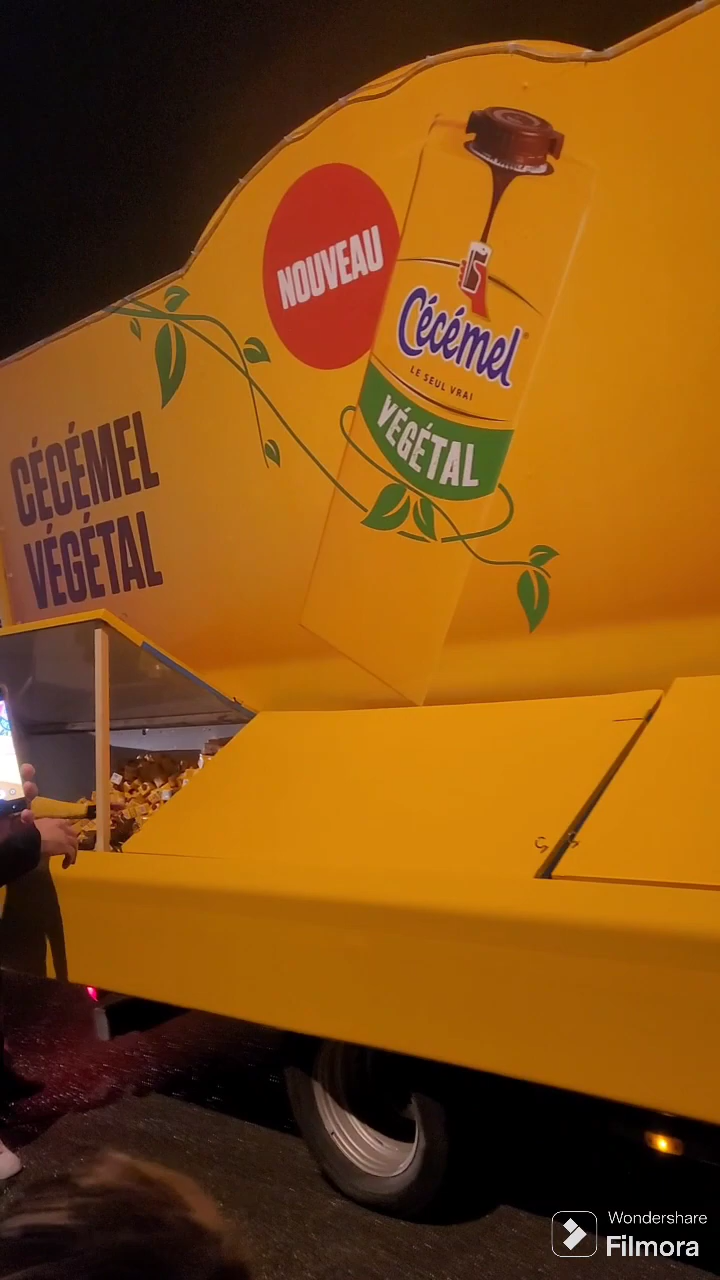 NOUVEAU
Cécémel
LE SEUL VRAI
VÉGÉTAL
CÉCÉMEL
VÉGÉTAL
Wondershare
Filmora